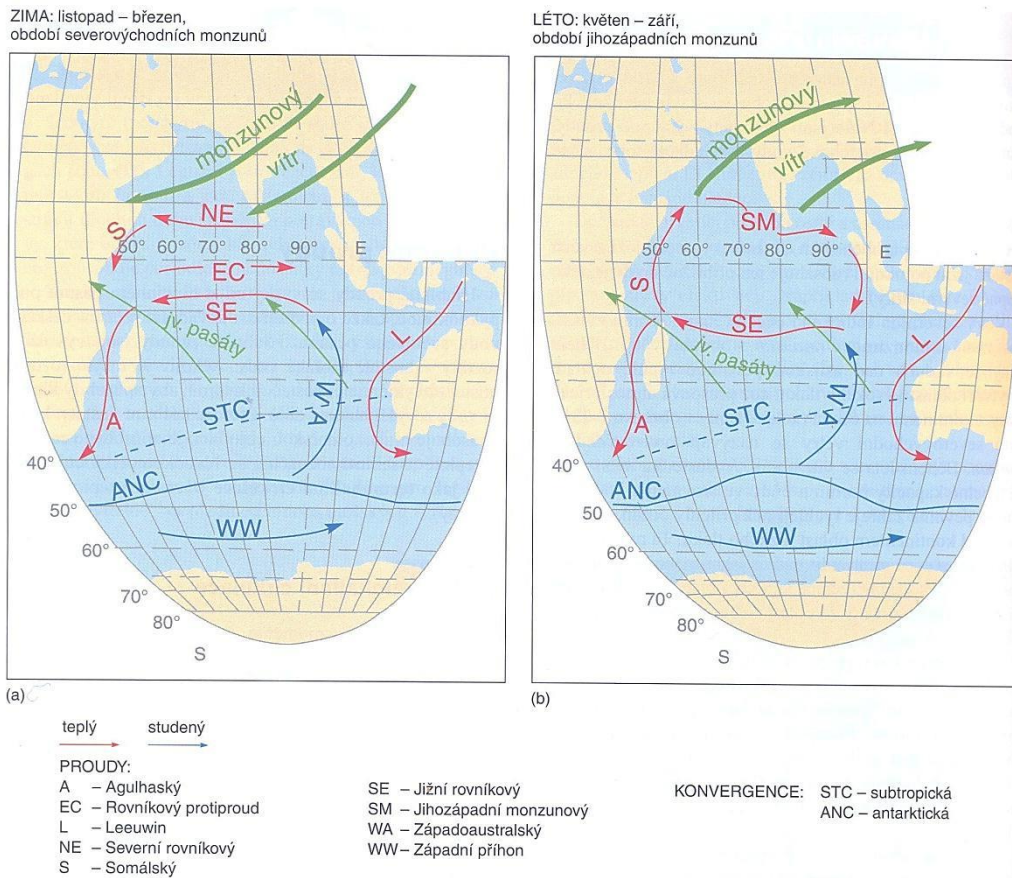 ZIMA: listopad – březen,
období severovýchodních monzunů
monzunový
vítr
NE
S
50° 60° 70° 80° 90° E
EC
SE
jv. pasáty
L
WA
STC
A
40°
ANC
50°
WW
60°
70°
80°
S
(a)
LÉTO: květen – září,
období jihozápadních monzunů
monzunový
vítr
SM
50° 60° 70° 80° 90° E
S
SE
jv. pasáty
L
WA
STC
A
40°
ANC
50
WW
60°
70°
80°
S
(b)
teplý studený
PROUDY:
A – Agulhaský
EC – Rovníkový protiproud
L – Leeuwin
NE – Severní rovníkový
S – Somálský
SE – Jižní rovníkový
SM – Jihozápadní monzunový
WA – Západoaustralský
WW – Západní příhon
KONVERGENCE: STC – subtropická
ANC – antarktická